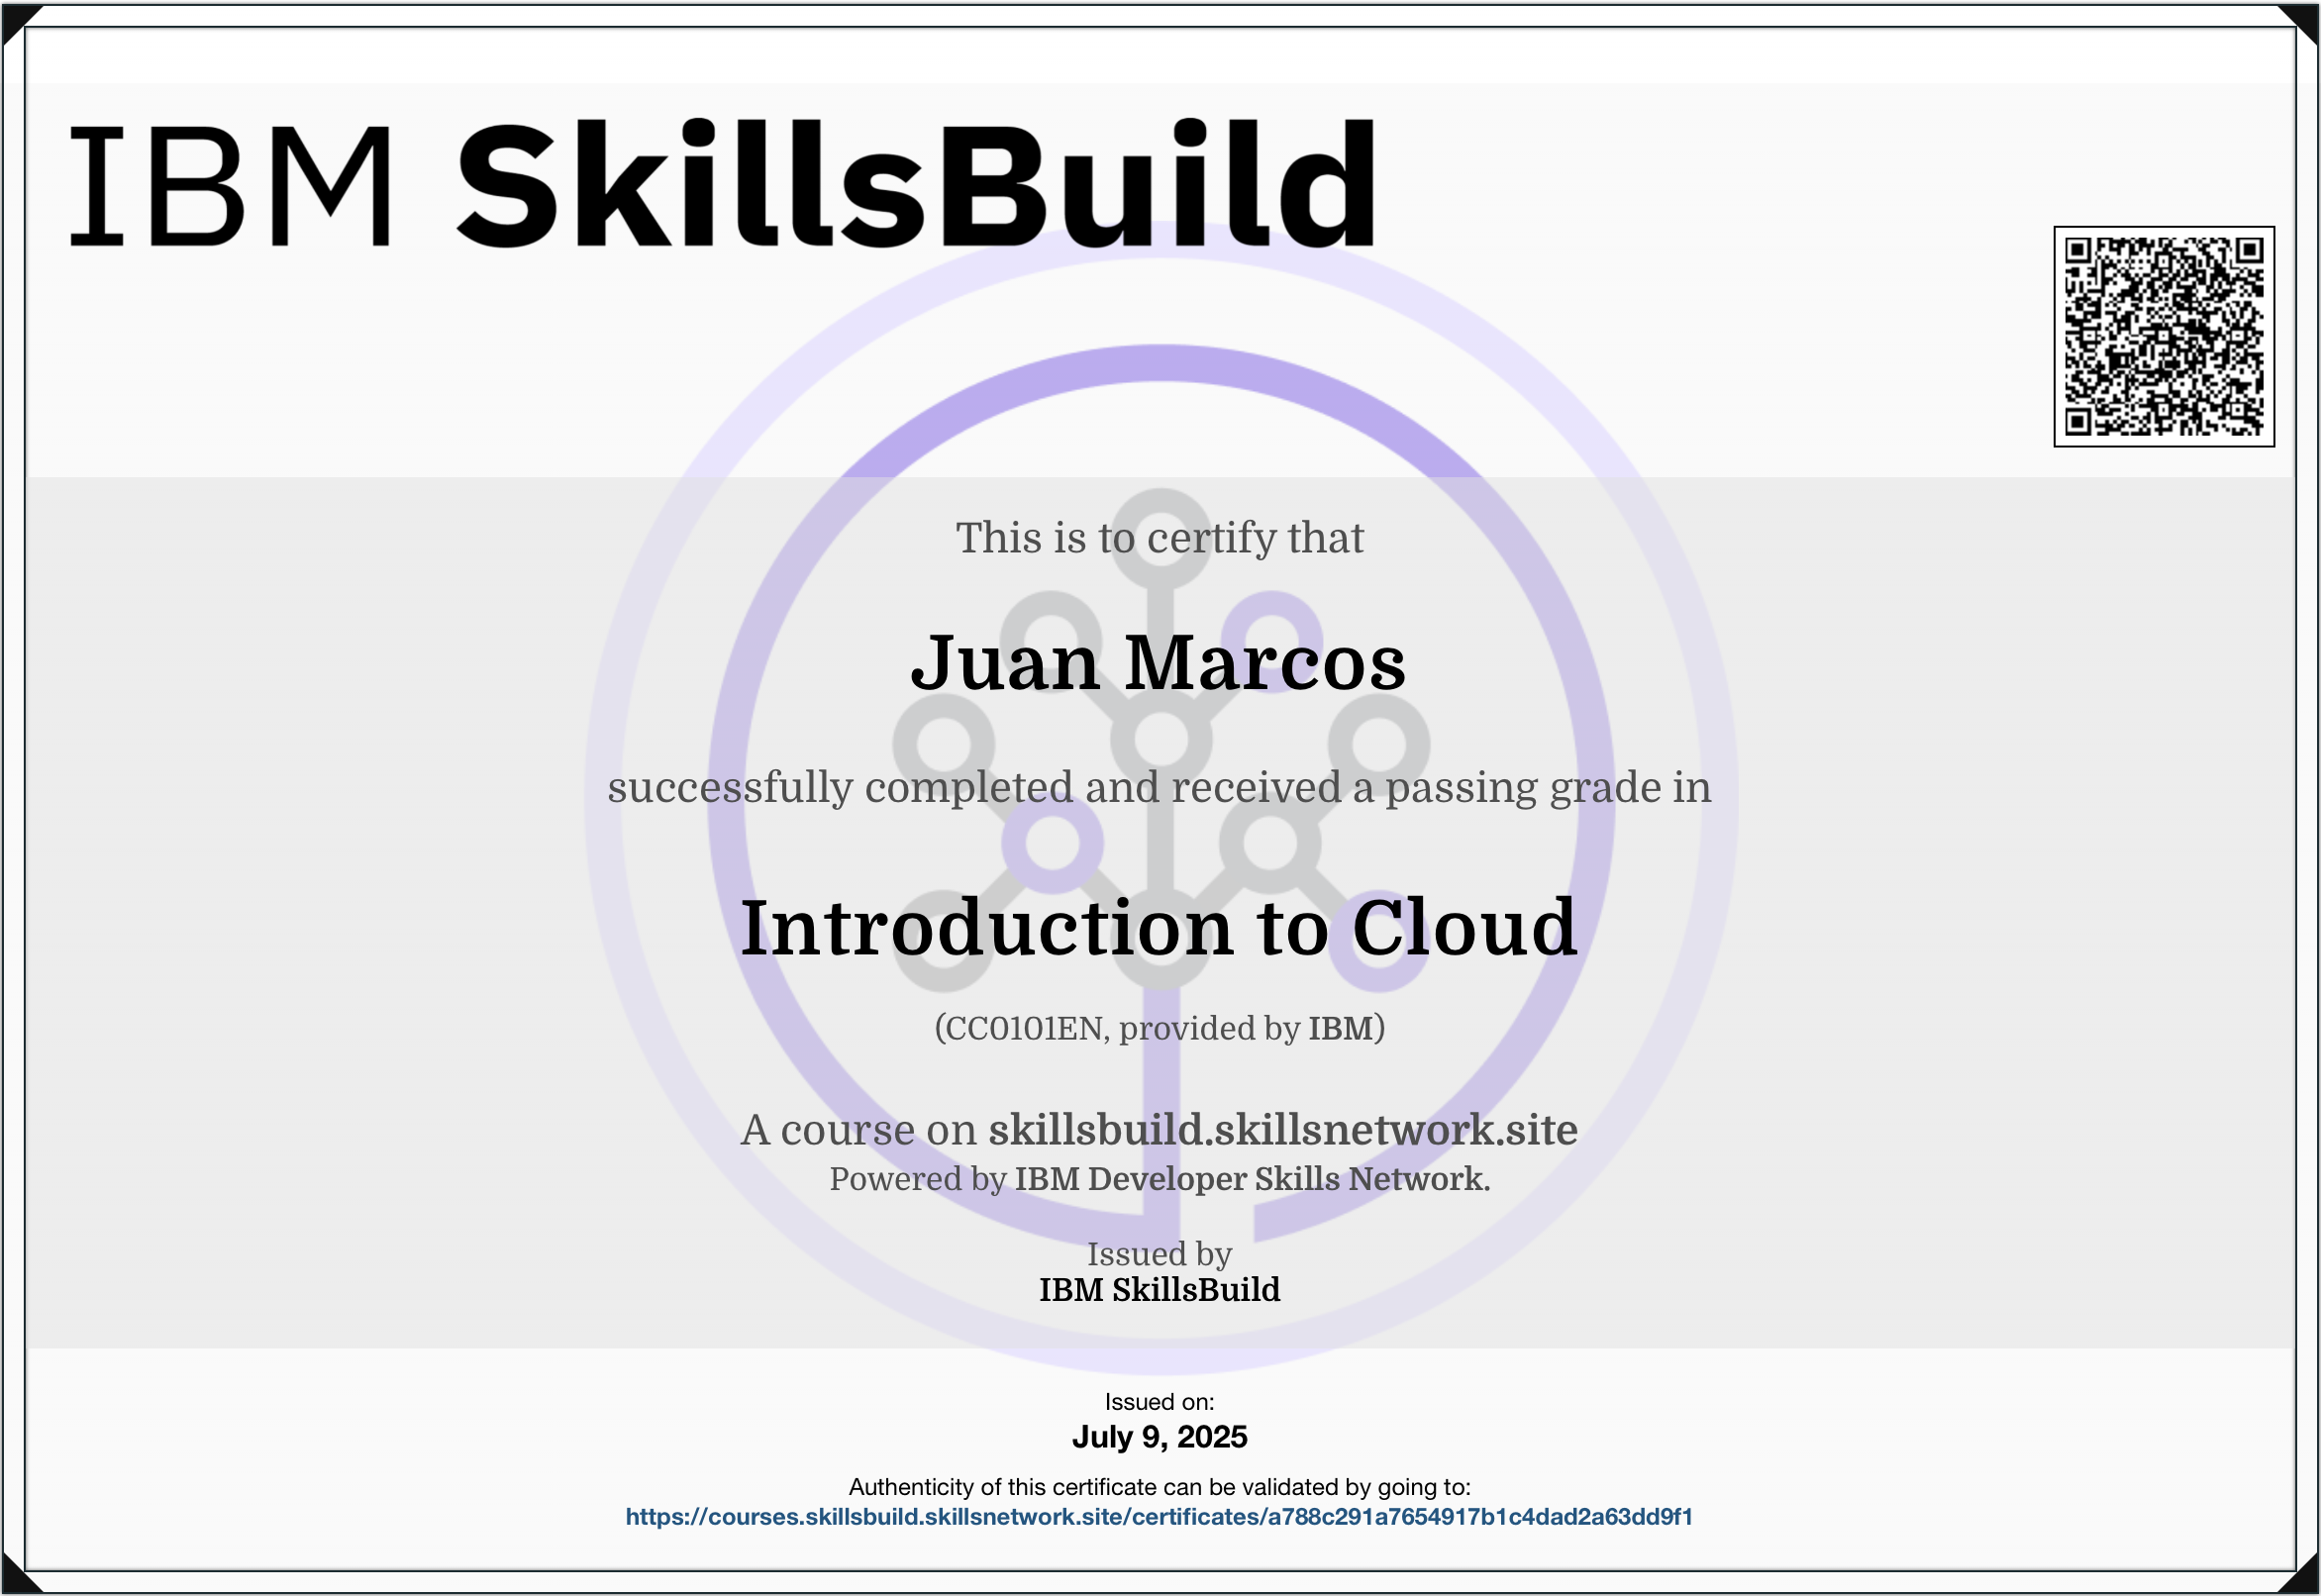 IBM SkillsBuild
This is to certify that
Juan Marcos
successfully completed and received a passing grade in
Introduction to Cloud
(CC0101EN, provided by IBM)
A course on skillsbuild.skillsnetwork.site
Powered by IBM Developer Skills Network.
Issued by
IBM SkillsBuild
Issued on:
July 9, 2025
Authenticity of this certificate can be validated by going to:
https://courses.skillsbuild.skillsnetwork.site/certificates/a788c291a7654917b1c4dad2a63dd9f1